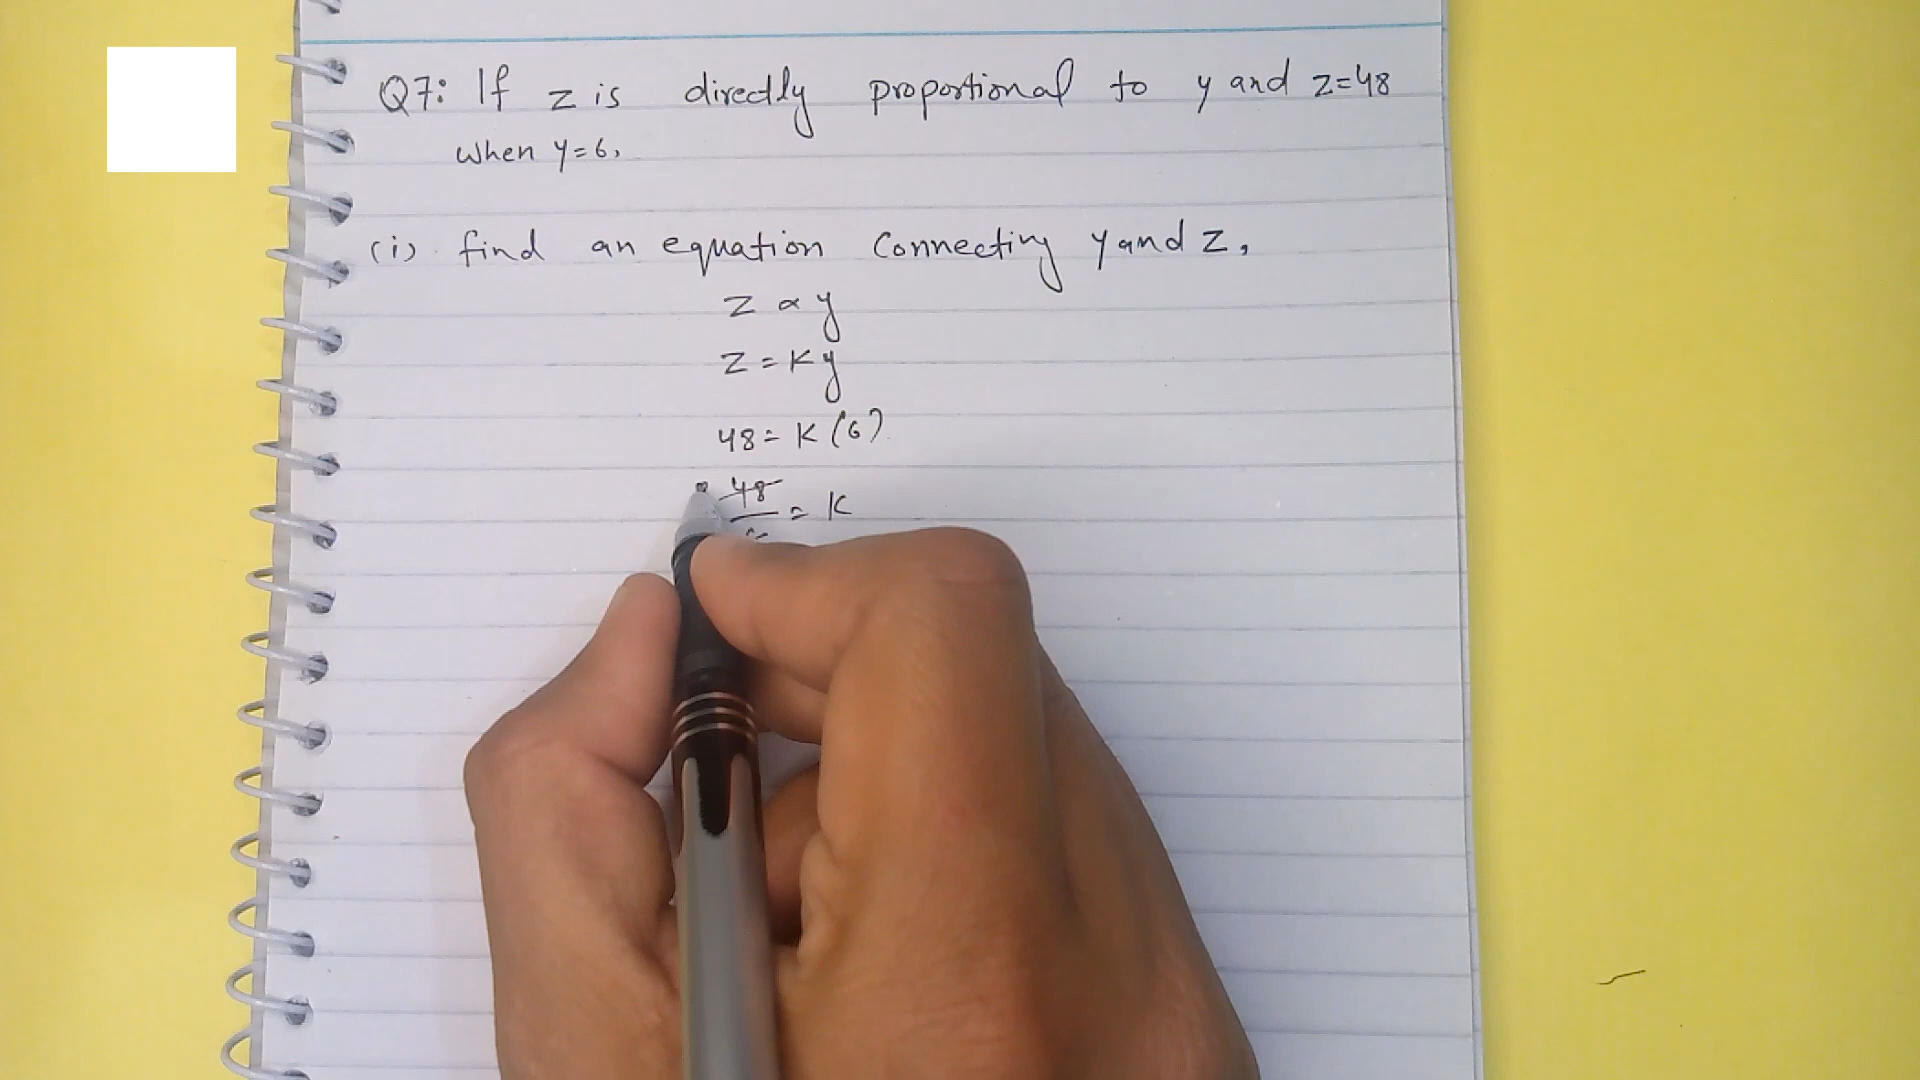 Q7: If z is directly proportional to y and z=48
when y=6,
(i) find an equation connecting y and z,
z ∝ y
z = Ky
48 = K (6)
48/6 = K